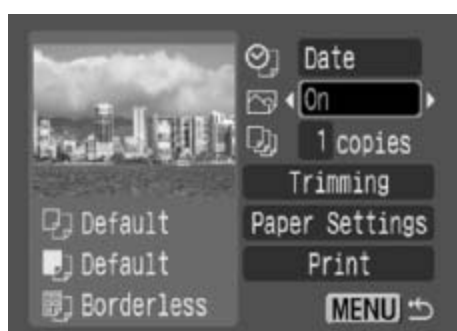 Date
On
1 copies
Trimming
Default
Paper Settings
Default
Print
Borderless
MENU